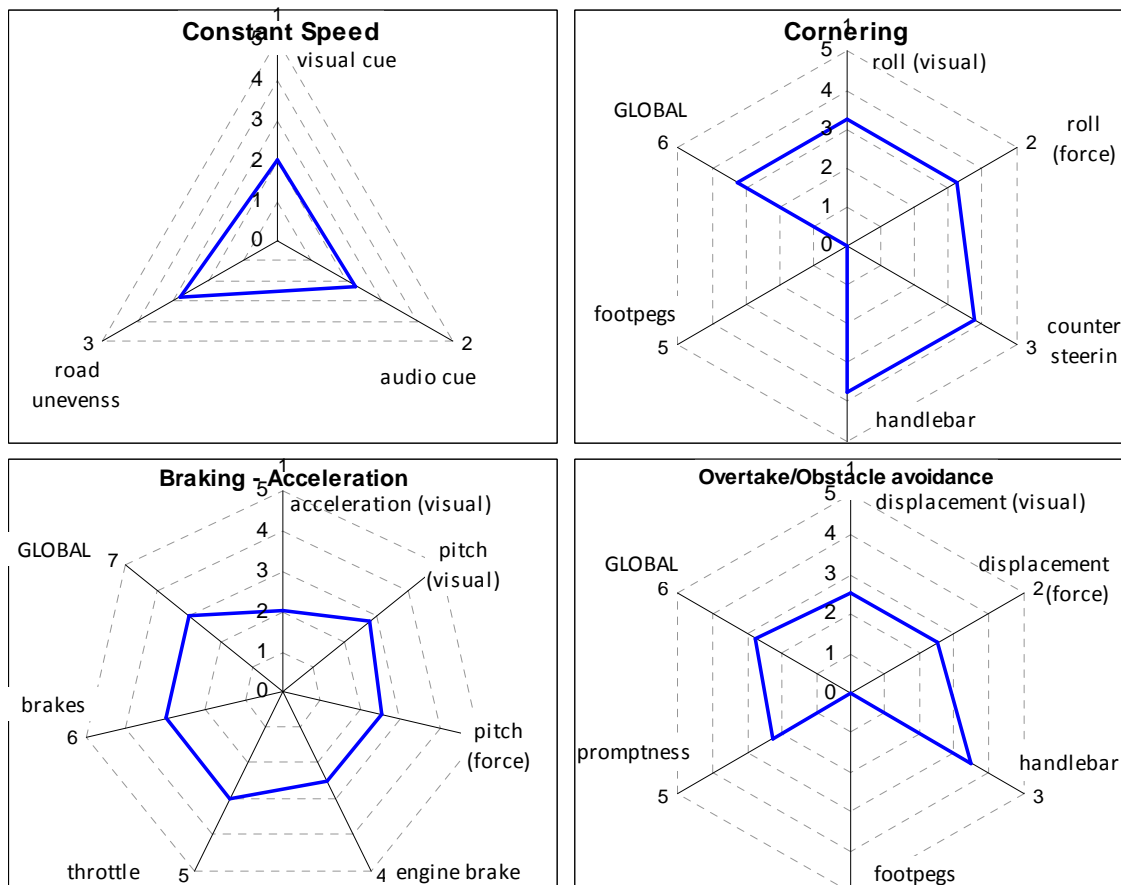 Constant Speed
1
5
visual cue
4
3
2
1
0
3
2
road
unevenss
audio cue
Cornering
1
5
roll (visual)
4
3
2
1
0
GLOBAL
6
2
roll
(force)
footpegs
5
counter
steerin
3
handlebar
Braking - Acceleration
1
5
acceleration (visual)
4
3
2
1
0
GLOBAL
7
pitch
(visual)
brakes
6
pitch
(force)
throttle
5
4
engine brake
Overtake/Obstacle avoidance
1
5
displacement (visual)
4
3
2
1
0
GLOBAL
6
displacement
2
(force)
promptness
5
handlebar
3
footpegs